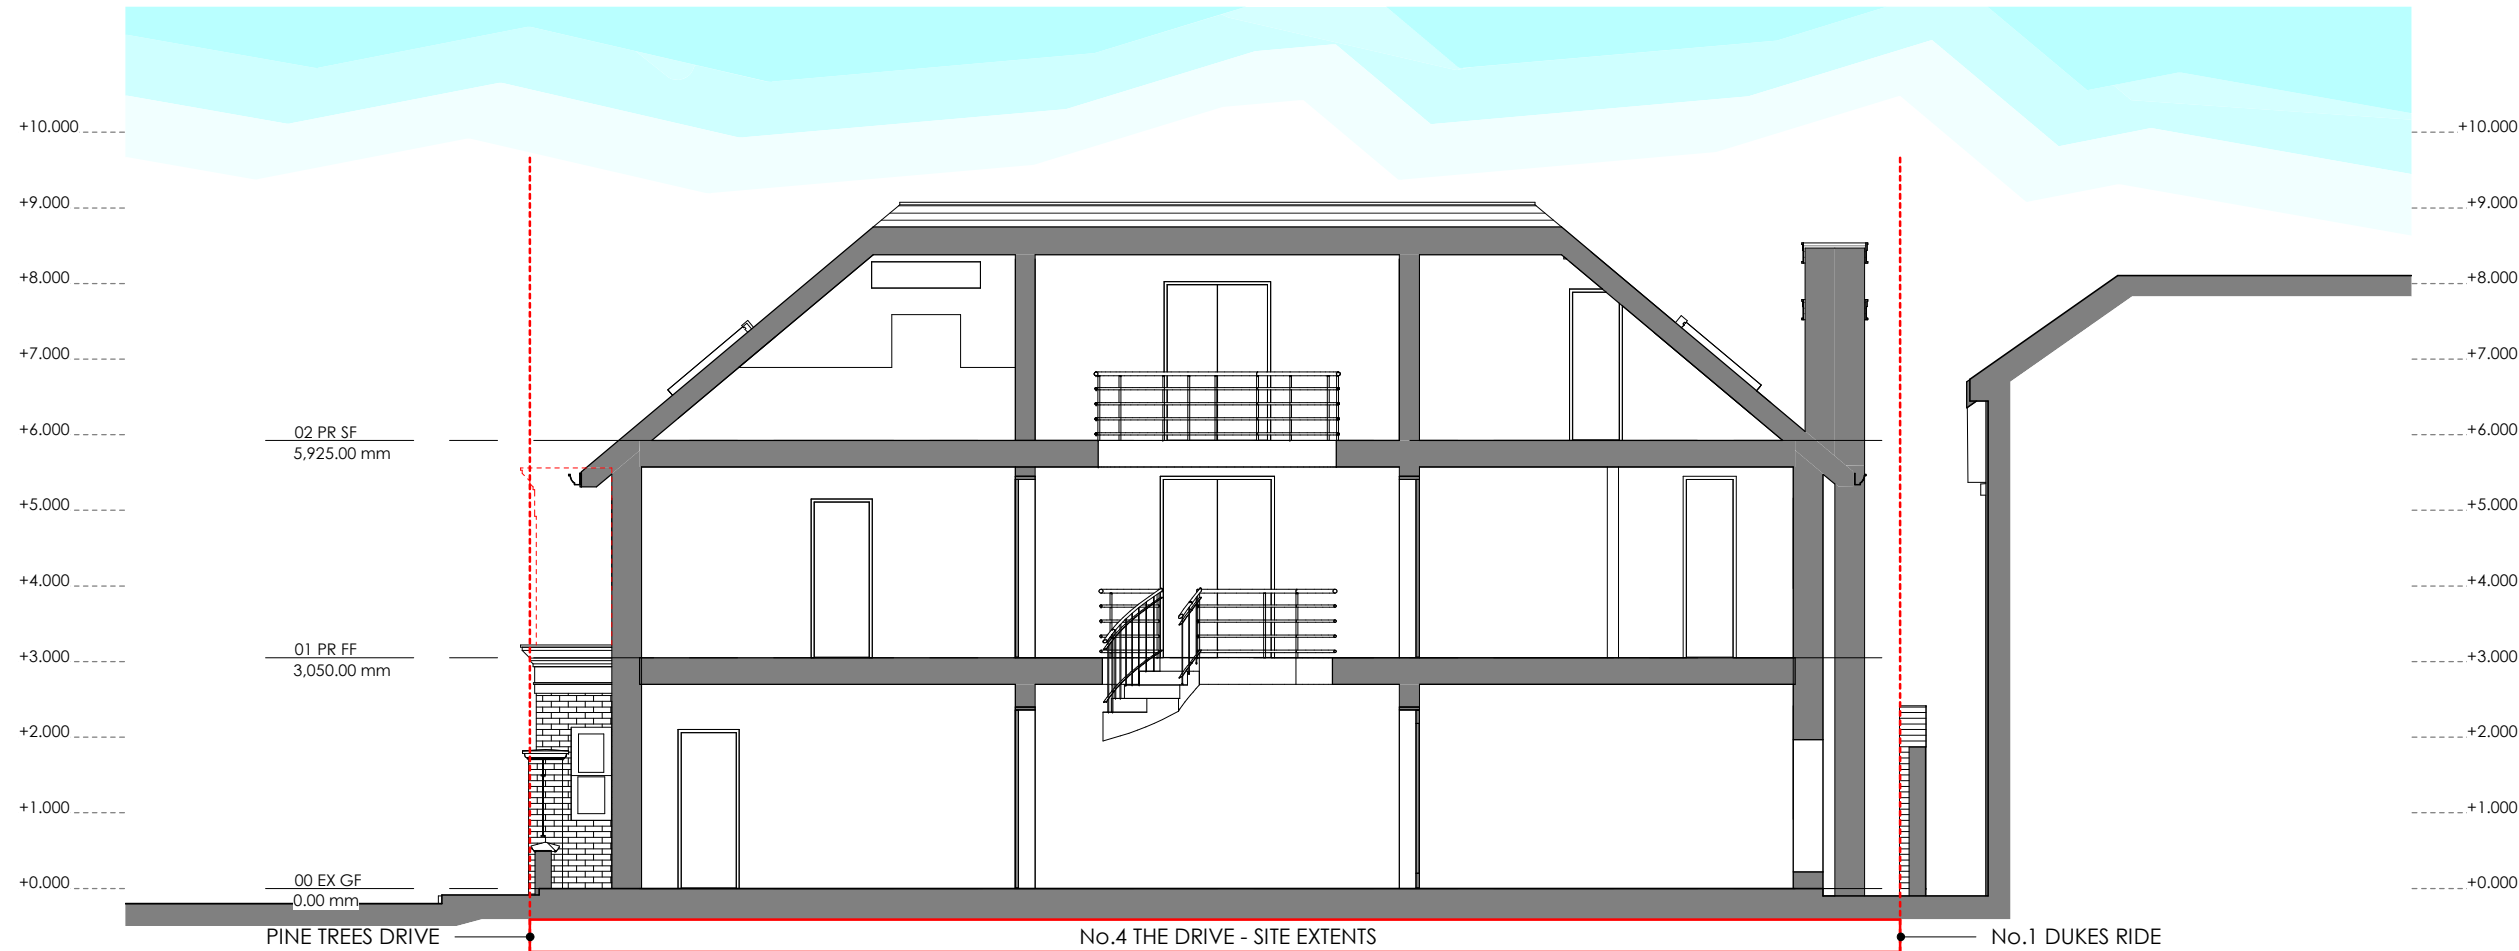 +10.000
+10.000
+9.000
+9.000
+8.000
+8.000
+7.000
+7.000
+6.000
02 PR SF
+6.000
5,925.00 mm
+5.000
+5.000
+4.000
+4.000
+3.000
01 PR FF
+3.000
3,050.00 mm
+2.000
+2.000
+1.000
+1.000
+0.000
00 EX GF
+0.000
0.00 mm
PINE TREES DRIVE
No.4 THE DRIVE - SITE EXTENTS
No.1 DUKES RIDE